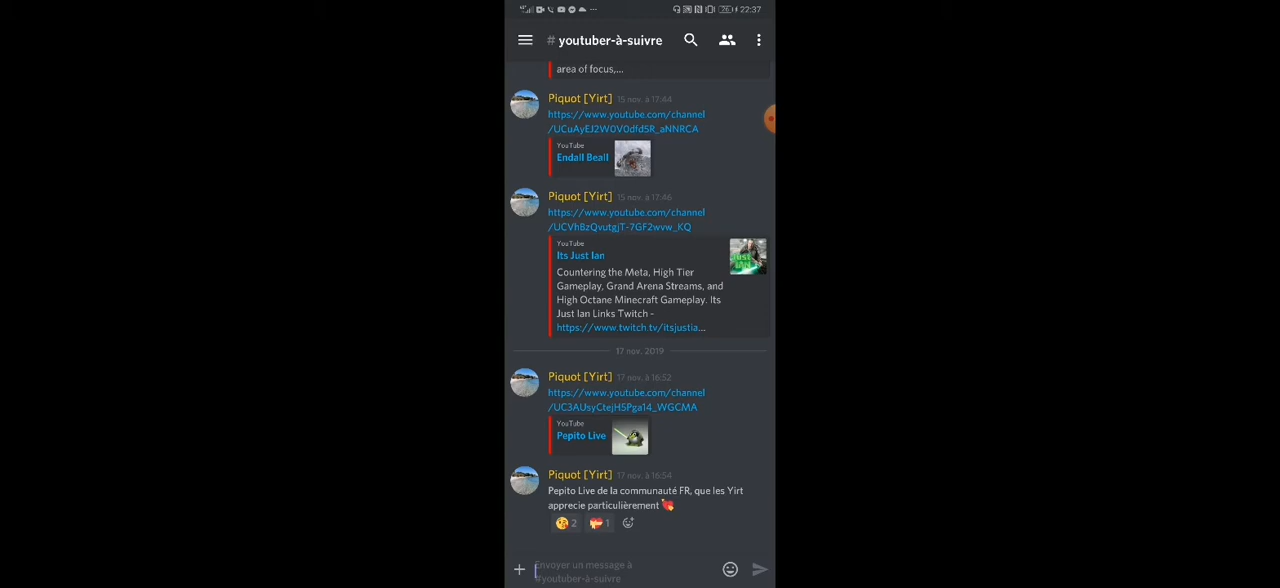 26 22:37
# youtuber-à-suivre
area of focus,...
Piquot [Yirt] 15 nov. à 17:44
https://www.youtube.com/channel
/UCuAyEJ2W0V0dfd5R_aNNRCA
YouTube
Endall Beall
Piquot [Yirt] 15 nov. à 17:46
https://www.youtube.com/channel
/UCVhBzQvutgjT-7GF2wvw_KQ
YouTube
Its Just Ian
JUST
IAN
Countering the Meta, High Tier
Gameplay, Grand Arena Streams, and
High Octane Minecraft Gameplay. Its
Just Ian Links Twitch -
https://www.twitch.tv/itsjustia...
17 nov. 2019
Piquot [Yirt] 17 nov. à 16:52
https://www.youtube.com/channel
/UC3AUsyCtejH5Pga14_WGCMA
YouTube
Pepito Live
Piquot [Yirt] 17 nov. à 16:54
Pepito Live de la communauté FR, que les Yirt
apprecie particulièrement 💘
😘 2 💝 1
Envoyer un message à
#youtuber-à-suivre